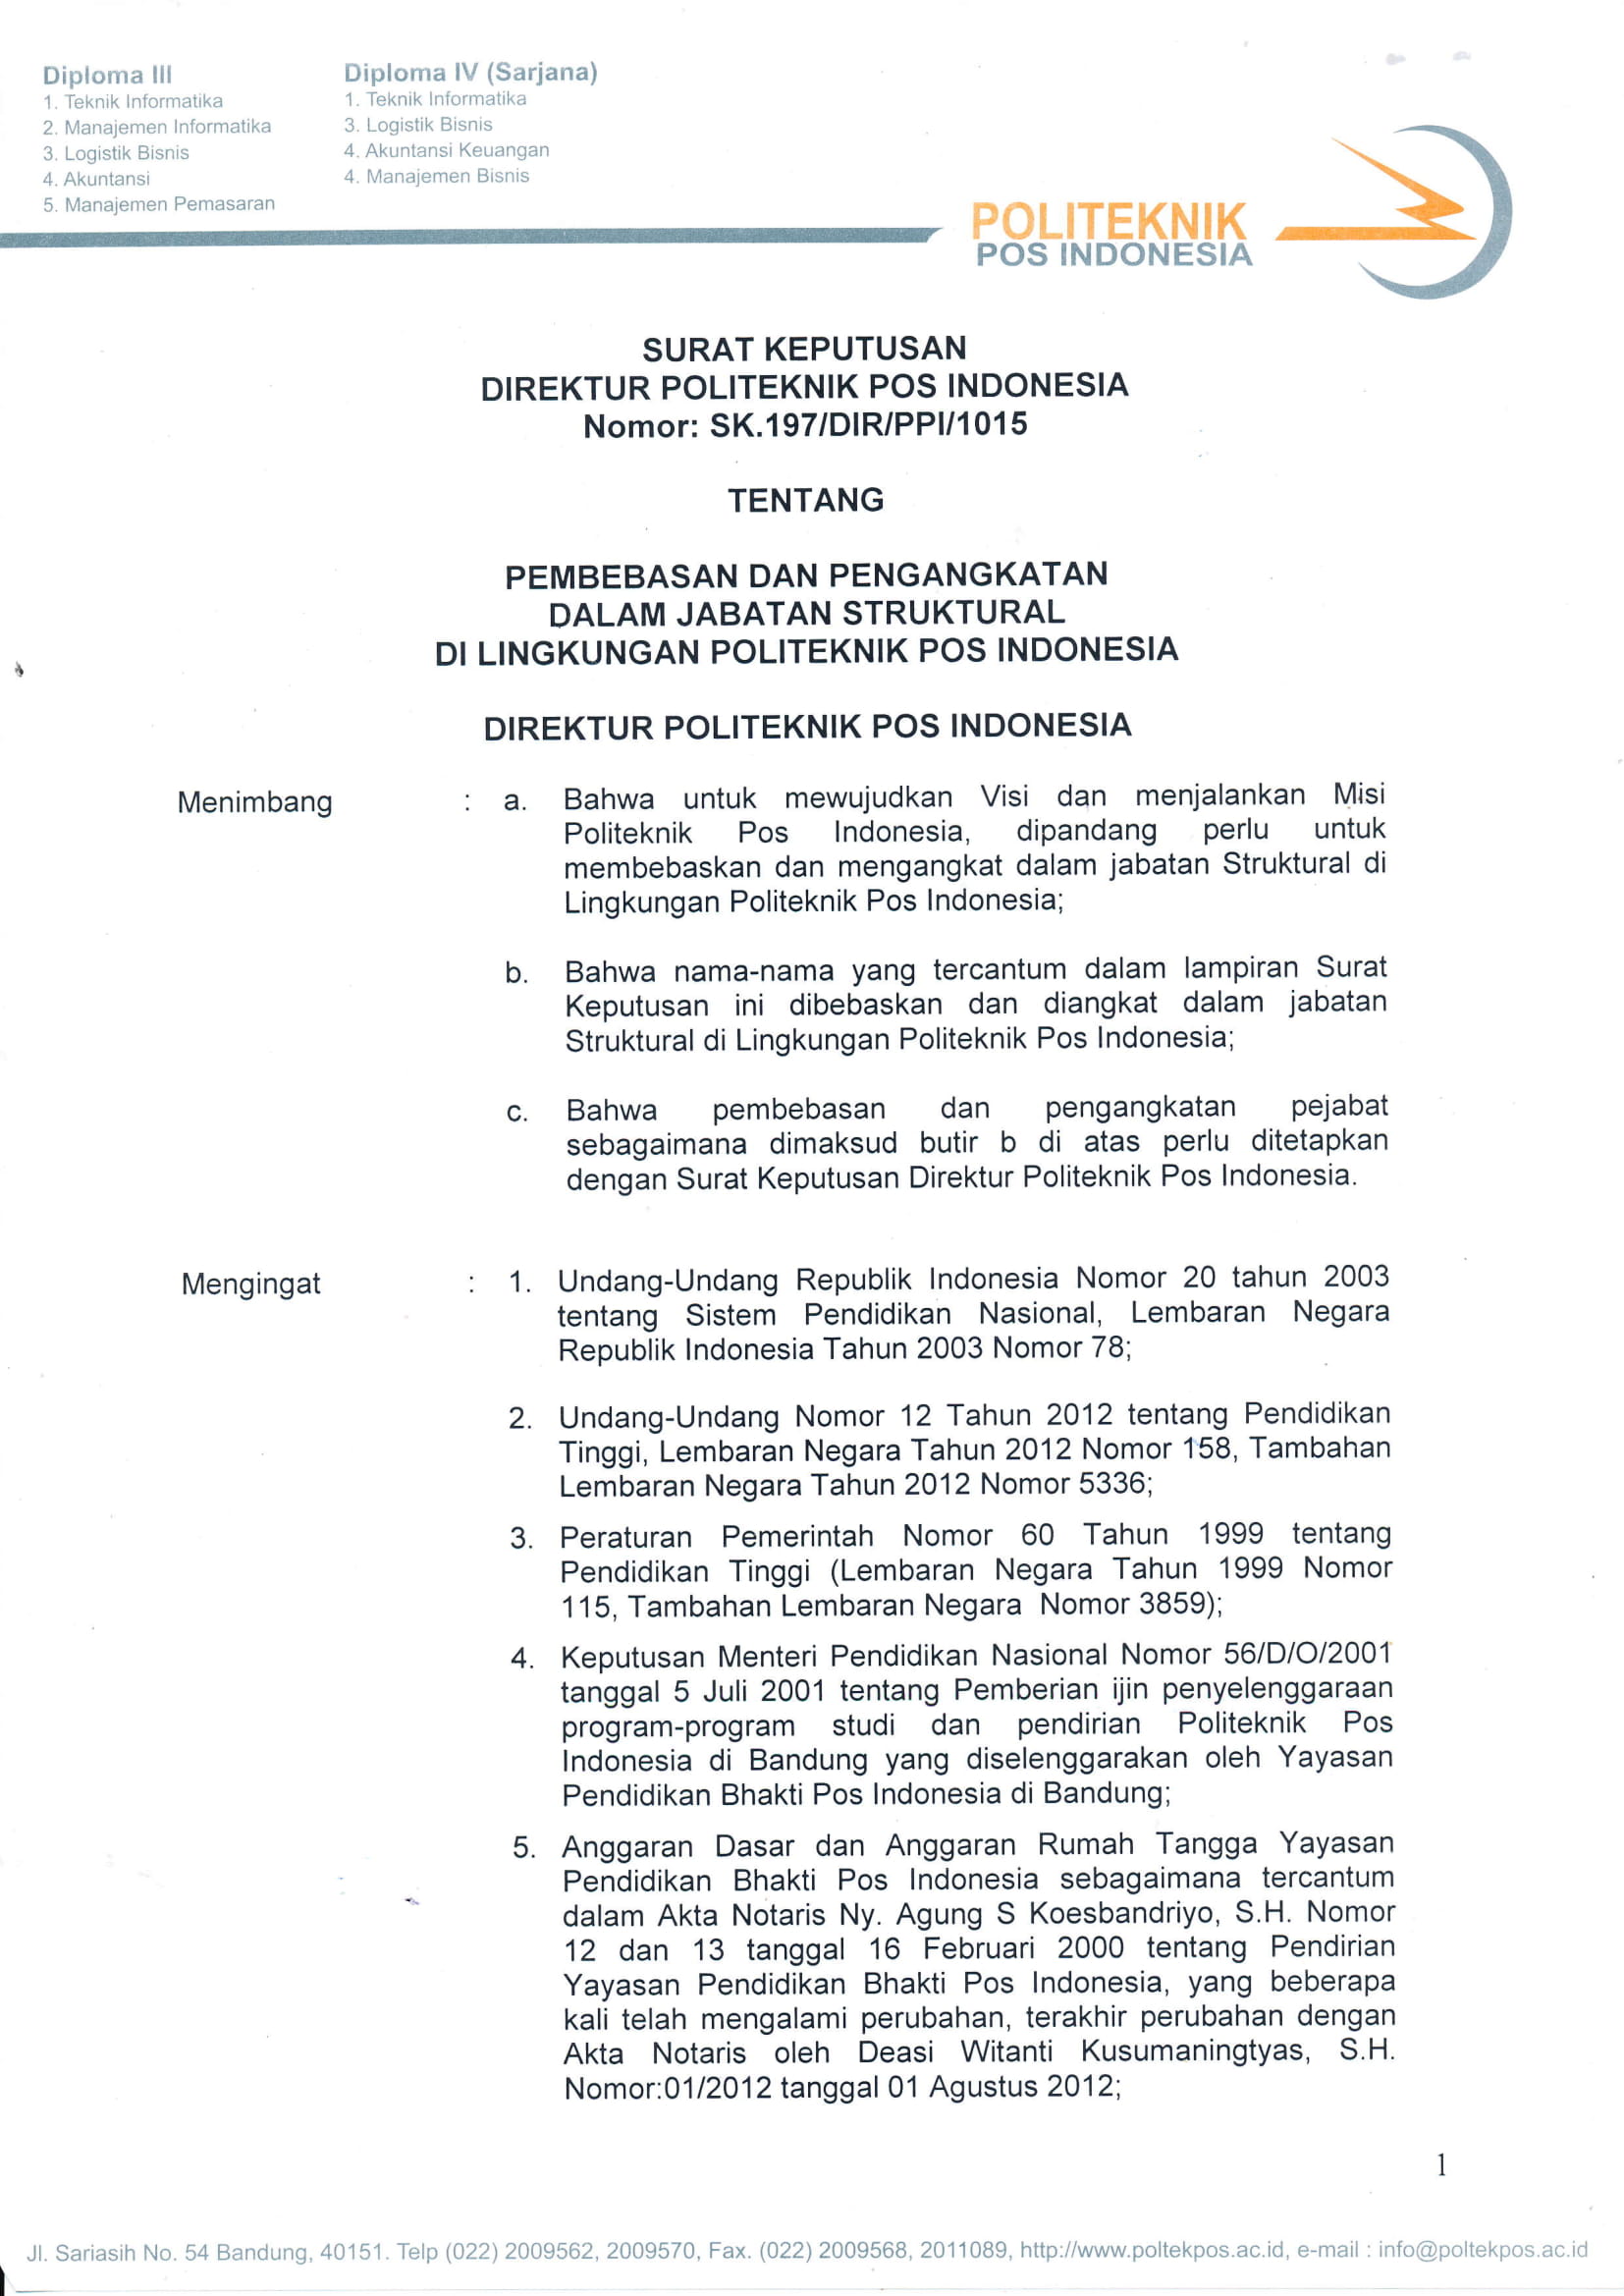 Diploma III
1. Teknik Informatika
2. Manajemen Informatika
3. Logistik Bisnis
4. Akuntansi
5. Manajemen Pemasaran
Diploma IV (Sarjana)
1. Teknik Informatika
3. Logistik Bisnis
4. Akuntansi Keuangan
4. Manajemen Bisnis
POLITEKNIK
POS INDONESIA
SURAT KEPUTUSAN
DIREKTUR POLITEKNIK POS INDONESIA
Nomor: SK.197/DIR/PPI/1015
TENTANG
PEMBEBASAN DAN PENGANGKATAN
DALAM JABATAN STRUKTURAL
DI LINGKUNGAN POLITEKNIK POS INDONESIA
DIREKTUR POLITEKNIK POS INDONESIA
Menimbang : a. Bahwa untuk mewujudkan Visi dan menjalankan Misi
Politeknik Pos Indonesia, dipandang perlu untuk
membebaskan dan mengangkat dalam jabatan Struktural di
Lingkungan Politeknik Pos Indonesia;
b. Bahwa nama-nama yang tercantum dalam lampiran Surat
Keputusan ini dibebaskan dan diangkat dalam jabatan
Struktural di Lingkungan Politeknik Pos Indonesia;
c. Bahwa pembebasan dan pengangkatan pejabat
sebagaimana dimaksud butir b di atas perlu ditetapkan
dengan Surat Keputusan Direktur Politeknik Pos Indonesia.
Mengingat : 1. Undang-Undang Republik Indonesia Nomor 20 tahun 2003
tentang Sistem Pendidikan Nasional, Lembaran Negara
Republik Indonesia Tahun 2003 Nomor 78;
2. Undang-Undang Nomor 12 Tahun 2012 tentang Pendidikan
Tinggi, Lembaran Negara Tahun 2012 Nomor 158, Tambahan
Lembaran Negara Tahun 2012 Nomor 5336;
3. Peraturan Pemerintah Nomor 60 Tahun 1999 tentang
Pendidikan Tinggi (Lembaran Negara Tahun 1999 Nomor
115, Tambahan Lembaran Negara Nomor 3859);
4. Keputusan Menteri Pendidikan Nasional Nomor 56/D/O/2001
tanggal 5 Juli 2001 tentang Pemberian ijin penyelenggaraan
program-program studi dan pendirian Politeknik Pos
Indonesia di Bandung yang diselenggarakan oleh Yayasan
Pendidikan Bhakti Pos Indonesia di Bandung;
5. Anggaran Dasar dan Anggaran Rumah Tangga Yayasan
Pendidikan Bhakti Pos Indonesia sebagaimana tercantum
dalam Akta Notaris Ny. Agung S Koesbandriyo, S.H. Nomor
12 dan 13 tanggal 16 Februari 2000 tentang Pendirian
Yayasan Pendidikan Bhakti Pos Indonesia, yang beberapa
kali telah mengalami perubahan, terakhir perubahan dengan
Akta Notaris oleh Deasi Witanti Kusumaningtyas, S.H.
Nomor:01/2012 tanggal 01 Agustus 2012;
1
Jl. Sariasih No. 54 Bandung, 40151. Telp (022) 2009562, 2009570, Fax. (022) 2009568, 2011089, http://www.poltekpos.ac.id, e-mail : info@poltekpos.ac.id